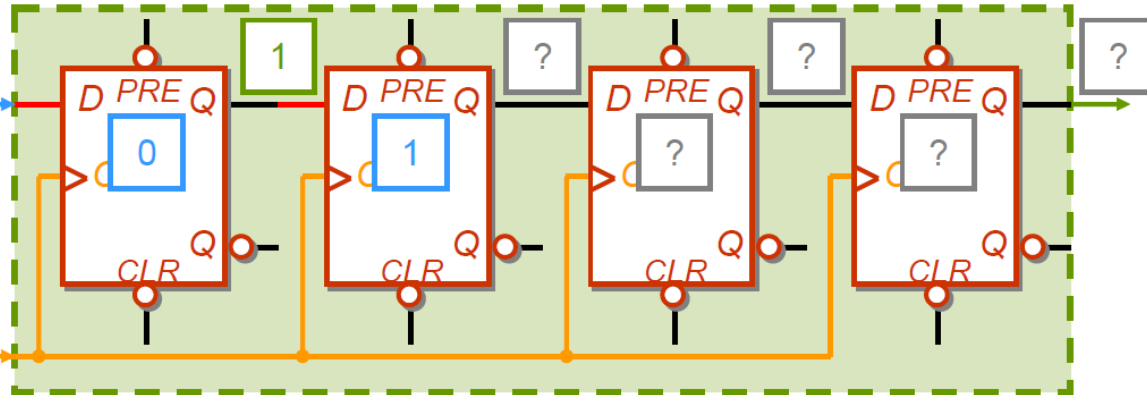 1 ? ? ?
D PRE Q D PRE Q D PRE Q D PRE Q
0 1 ? ?
C C C C
Q Q Q Q
CLR CLR CLR CLR